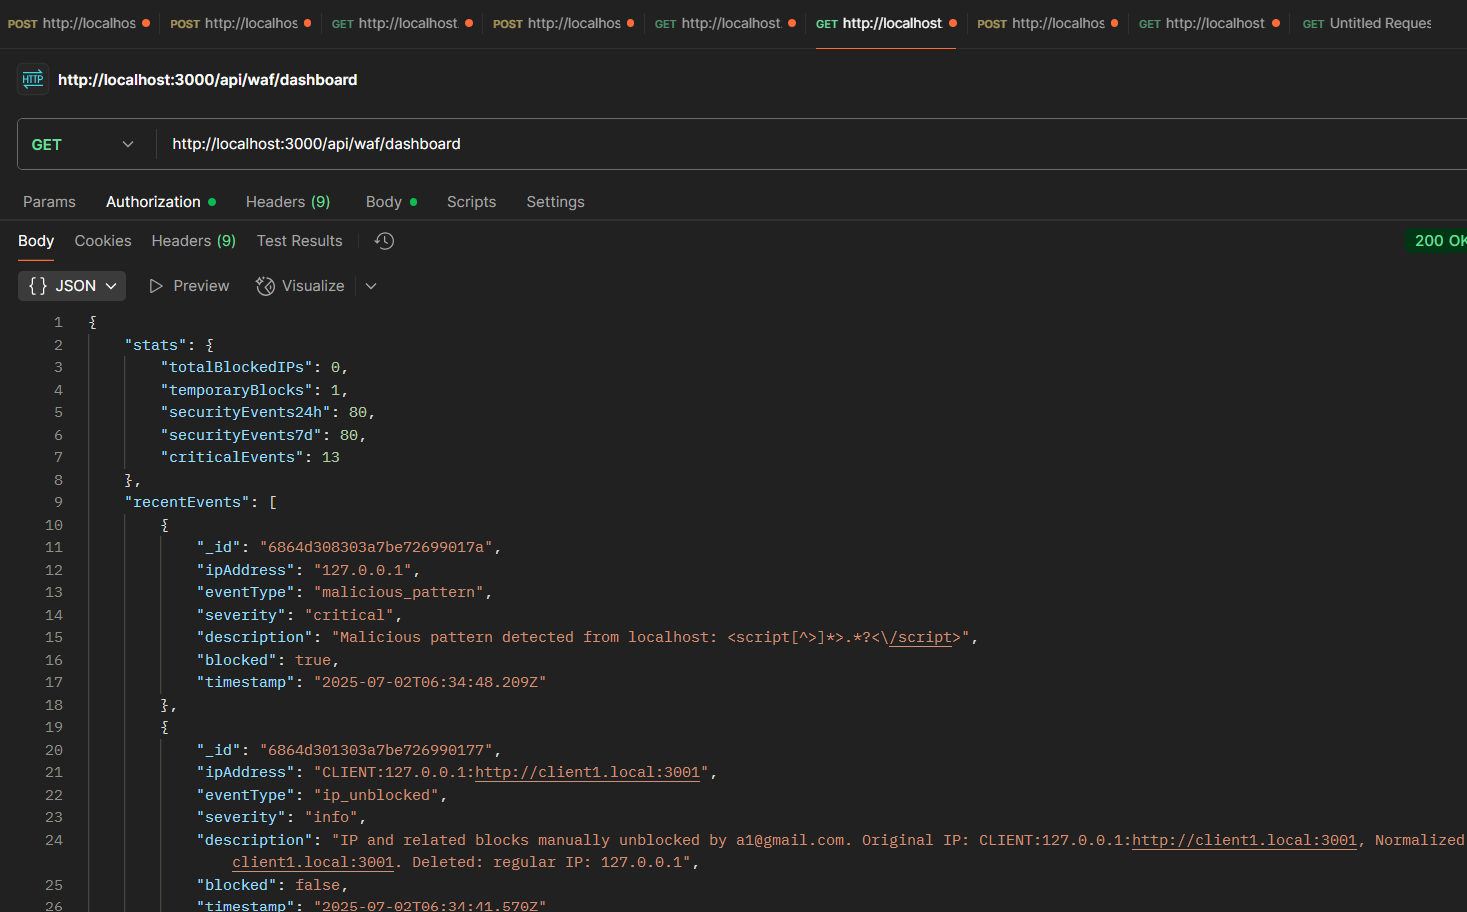 POST http://localhos POST http://localhos GET http://localhost. POST http://localhos GET http://localhost. GET http://localhost. POST http://localhos GET http://localhost. GET Untitled Reques
HTTP http://localhost:3000/api/waf/dashboard
GET http://localhost:3000/api/waf/dashboard
Params Authorization Headers (9) Body Scripts Settings
Body Cookies Headers (9) Test Results 200 OK
{} JSON Preview Visualize
1 {
2 "stats": {
3 "totalBlockedIPs": 0,
4 "temporaryBlocks": 1,
5 "securityEvents24h": 80,
6 "securityEvents7d": 80,
7 "criticalEvents": 13
8 },
9 "recentEvents": [
10 {
11 "_id": "6864d308303a7be72699017a",
12 "ipAddress": "127.0.0.1",
13 "eventType": "malicious_pattern",
14 "severity": "critical",
15 "description": "Malicious pattern detected from localhost: <script[^>]*>.*?<\/script>",
16 "blocked": true,
17 "timestamp": "2025-07-02T06:34:48.209Z"
18 },
19 {
20 "_id": "6864d301303a7be726990177",
21 "ipAddress": "CLIENT:127.0.0.1:http://client1.local:3001",
22 "eventType": "ip_unblocked",
23 "severity": "info",
24 "description": "IP and related blocks manually unblocked by a1@gmail.com. Original IP: CLIENT:127.0.0.1:http://client1.local:3001, Normalized
client1.local:3001. Deleted: regular IP: 127.0.0.1",
25 "blocked": false,
26 "timestamp": "2025-07-02T06:34:41.570Z"